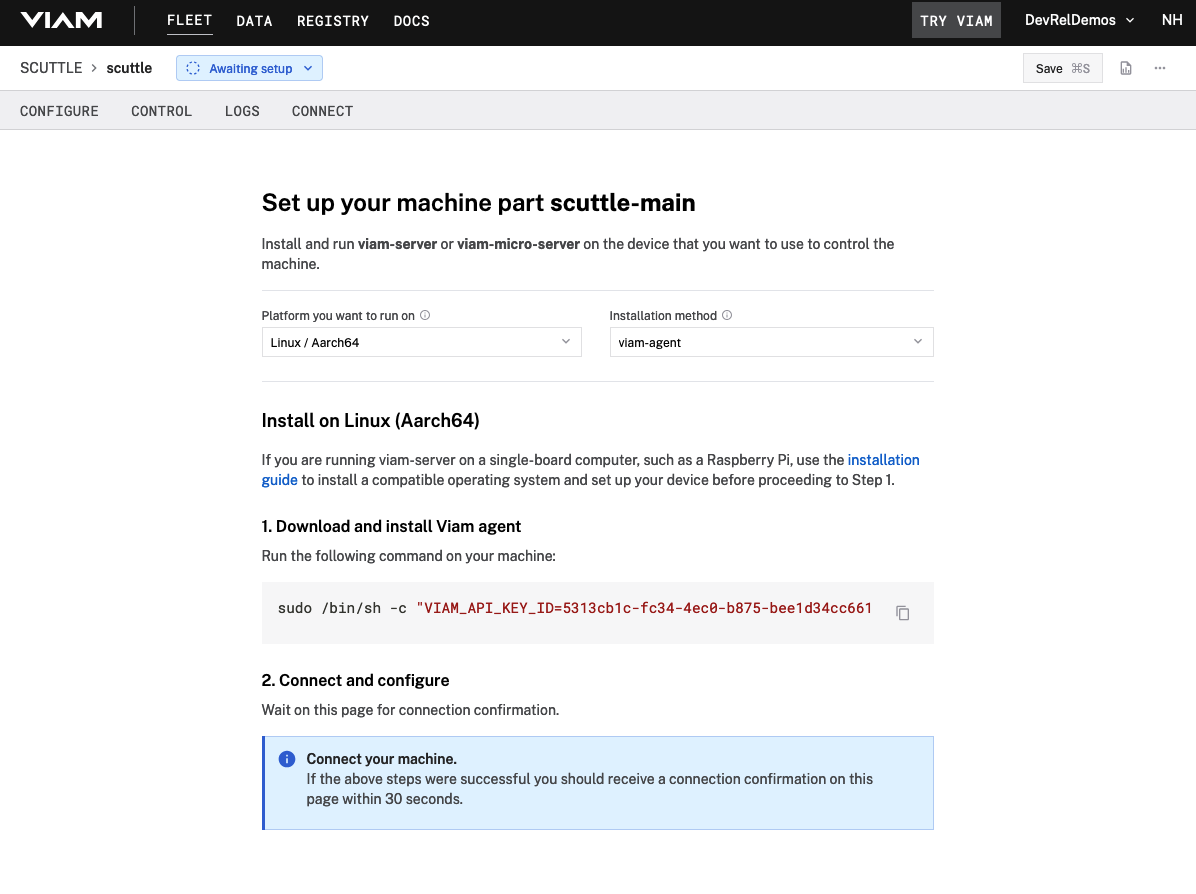 VIAM FLEET DATA REGISTRY DOCS TRY VIAM DevRelDemos NH
SCUTTLE > scuttle Awaiting setup Save ⌘S
CONFIGURE CONTROL LOGS CONNECT
Set up your machine part scuttle-main
Install and run viam-server or viam-micro-server on the device that you want to use to control the
machine.
Platform you want to run on Installation method
Linux / Aarch64 viam-agent
Install on Linux (Aarch64)
If you are running viam-server on a single-board computer, such as a Raspberry Pi, use the installation
guide to install a compatible operating system and set up your device before proceeding to Step 1.
1. Download and install Viam agent
Run the following command on your machine:
sudo /bin/sh -c "VIAM_API_KEY_ID=5313cb1c-fc34-4ec0-b875-bee1d34cc661
2. Connect and configure
Wait on this page for connection confirmation.
Connect your machine.
If the above steps were successful you should receive a connection confirmation on this
page within 30 seconds.